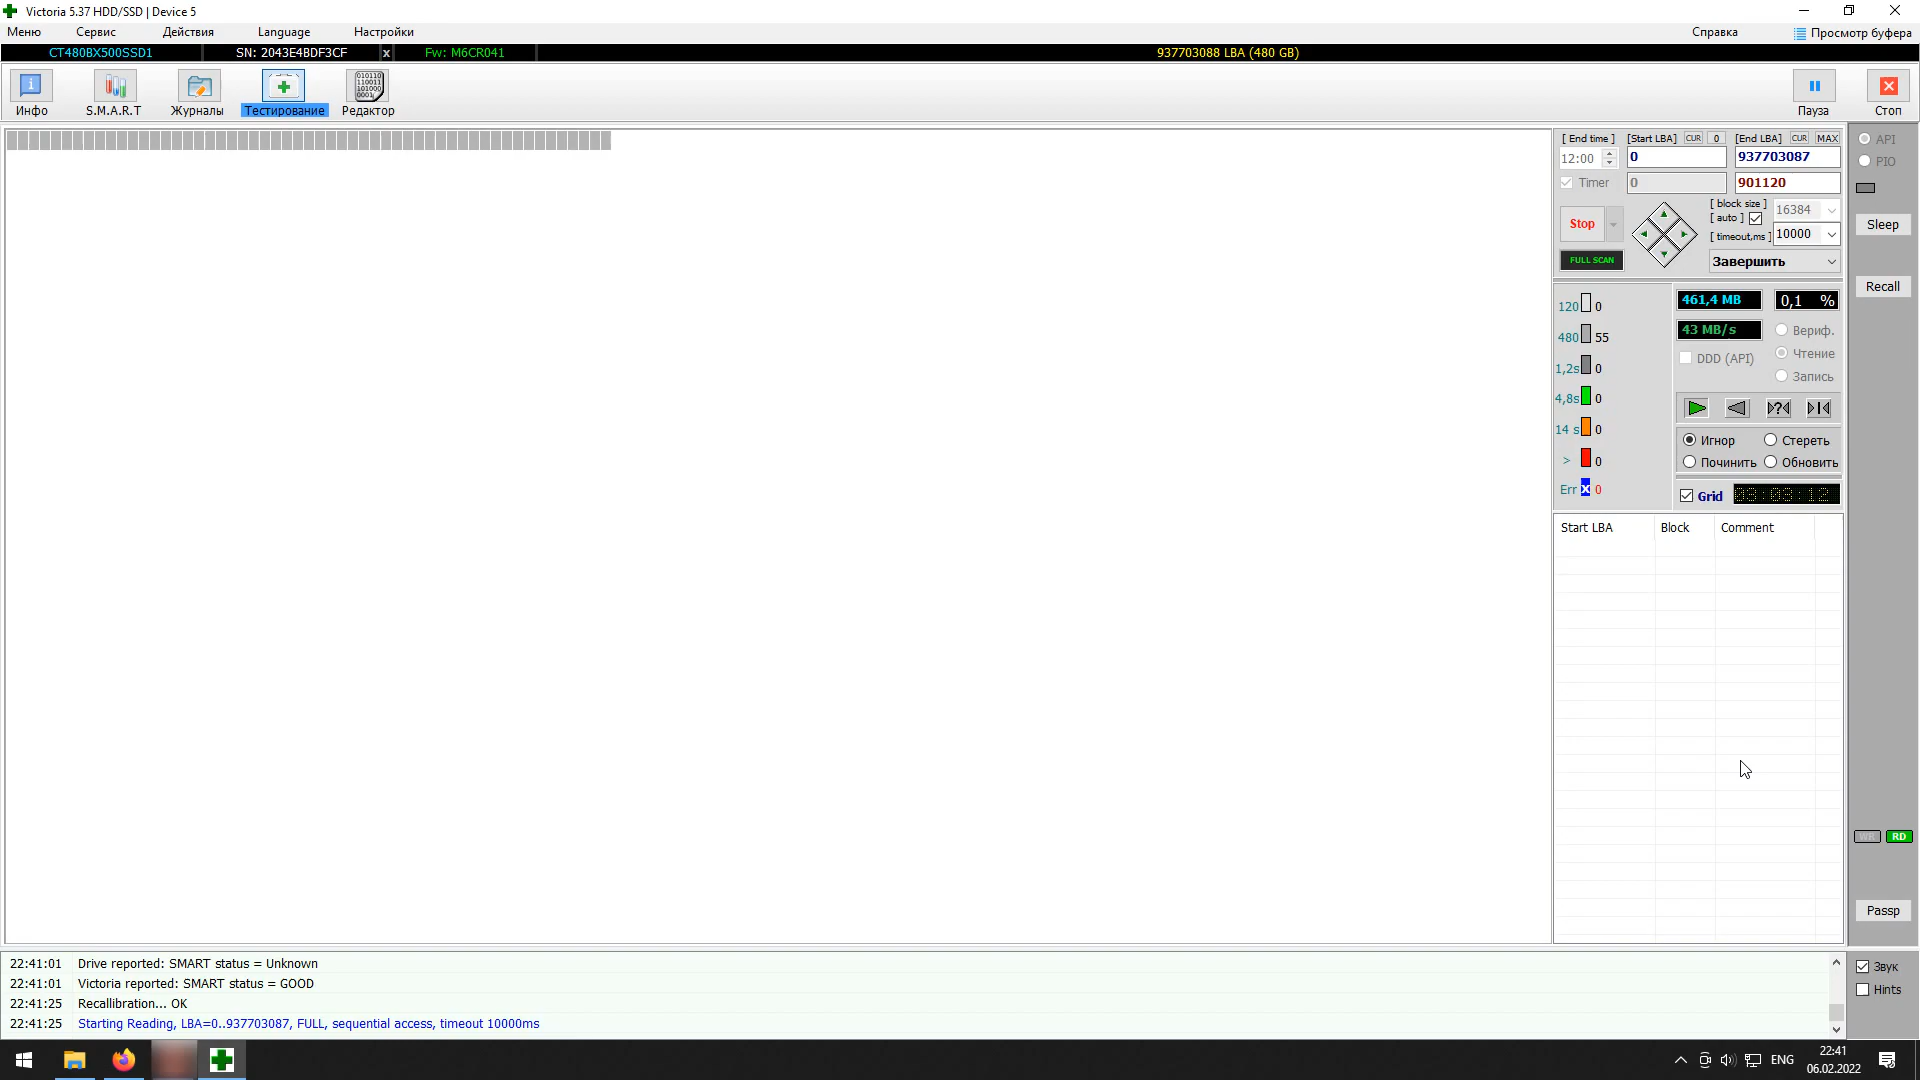 Victoria 5.37 HDD/SSD | Device 5
Меню Сервис Действия Language Настройки Справка Просмотр буфера
CT480BX500SSD1 SN: 2043E4BDF3CF x Fw: M6CR041 937703088 LBA (480 GB)
Инфо S.M.A.R.T Журналы Тестирование Редактор Пауза Стоп
[ End time ] [Start LBA] CUR 0 [End LBA] CUR MAX API
12:00 0 937703087 PIO
Timer 0 901120
[ block size ] 16384
[ auto ]
Stop [ timeout,ms ] 10000 Sleep
FULL SCAN Завершить
Recall
120 0 461,4 MB 0,1 %
480 55 43 MB/s Вериф.
1,2s 0 DDD (API) Чтение
Запись
4,8s 0
14 s 0 Игнор Стереть
> 0 Починить Обновить
Err x 0 Grid 03:03:12
Start LBA Block Comment
WR RD
Passp
22:41:01 Drive reported: SMART status = Unknown
22:41:01 Victoria reported: SMART status = GOOD
22:41:25 Recallibration... OK
22:41:25 Starting Reading, LBA=0..937703087, FULL, sequential access, timeout 10000ms
Звук
Hints
ENG 22:41
06.02.2022